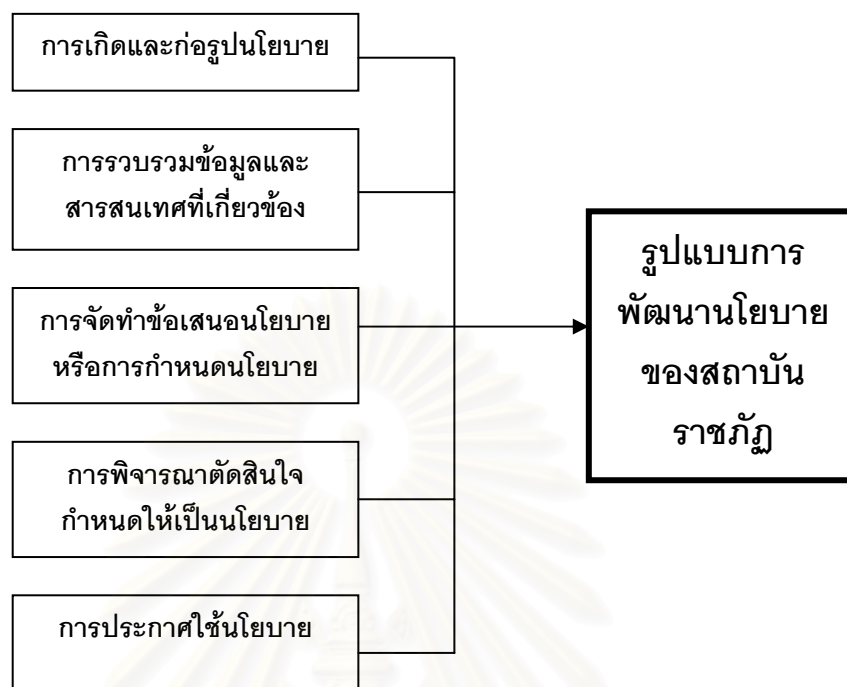 การเกิดและก่อรูปนโยบาย
การรวบรวมข้อมูลและ
สารสนเทศที่เกี่ยวข้อง
การจัดทำข้อเสนอนโยบาย
หรือการกำหนดนโยบาย
การพิจารณาตัดสินใจ
กำหนดให้เป็นนโยบาย
การประกาศใช้นโยบาย
รูปแบบการ
พัฒนานโยบาย
ของสถาบัน
ราชภัฏ